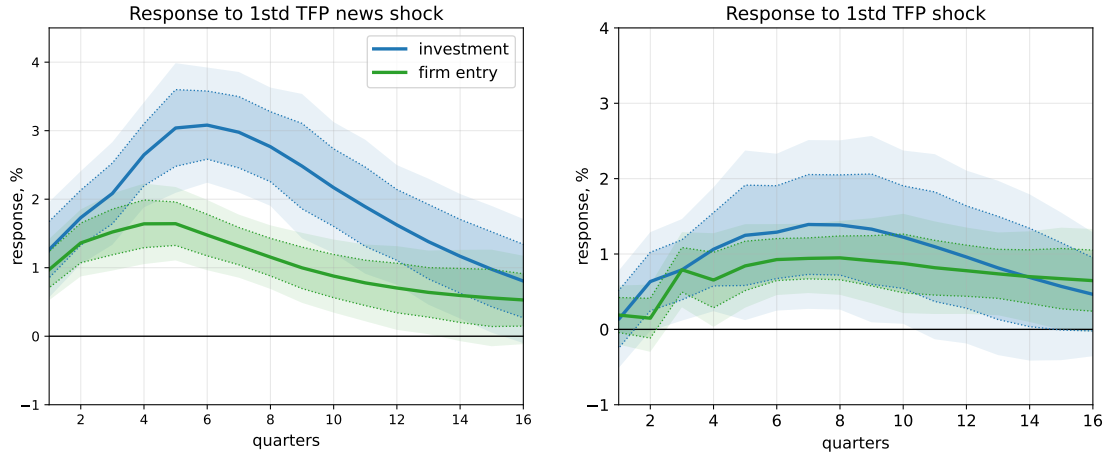 Response to 1std TFP news shock
response, %
4
3
2
1
0
−1
investment
firm entry
2 4 6 8 10 12 14 16
quarters
Response to 1std TFP shock
response, %
4
3
2
1
0
−1
2 4 6 8 10 12 14 16
quarters